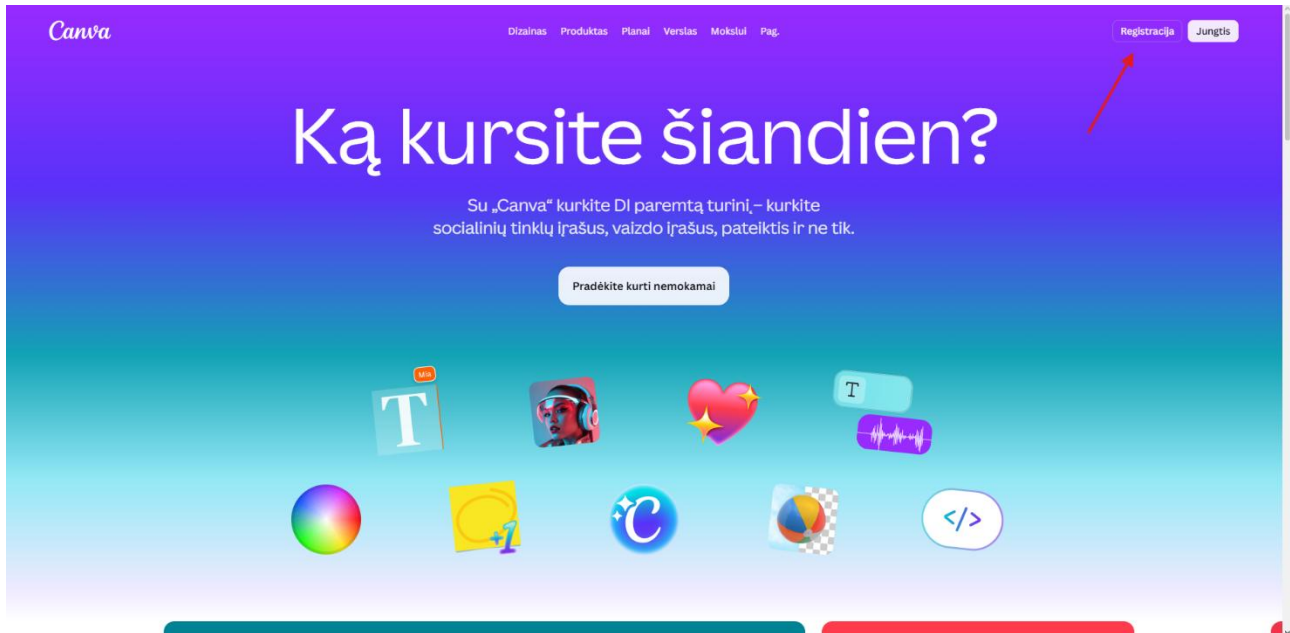 Canva
Dizainas Produktas Planai Verslas Mokslui Pag.
Registracija Jungtis
Ką kursite šiandien?
Su „Canva“ kurkite DI paremtą turinį – kurkite
socialinių tinklų įrašus, vaizdo įrašus, pateiktis ir ne tik.
Pradėkite kurti nemokamai
Mia
T
T
+1
C
</>